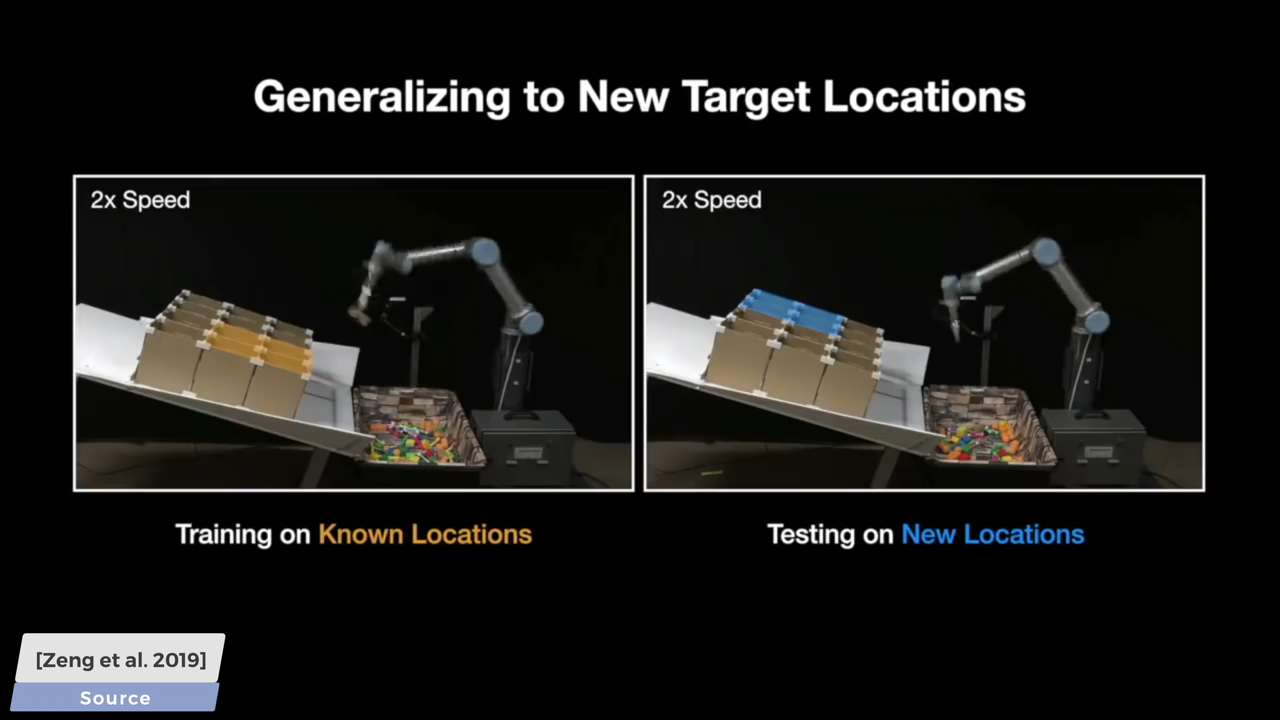 Generalizing to New Target Locations
2x Speed
2x Speed
Training on Known Locations
Testing on New Locations
[Zeng et al. 2019]
Source